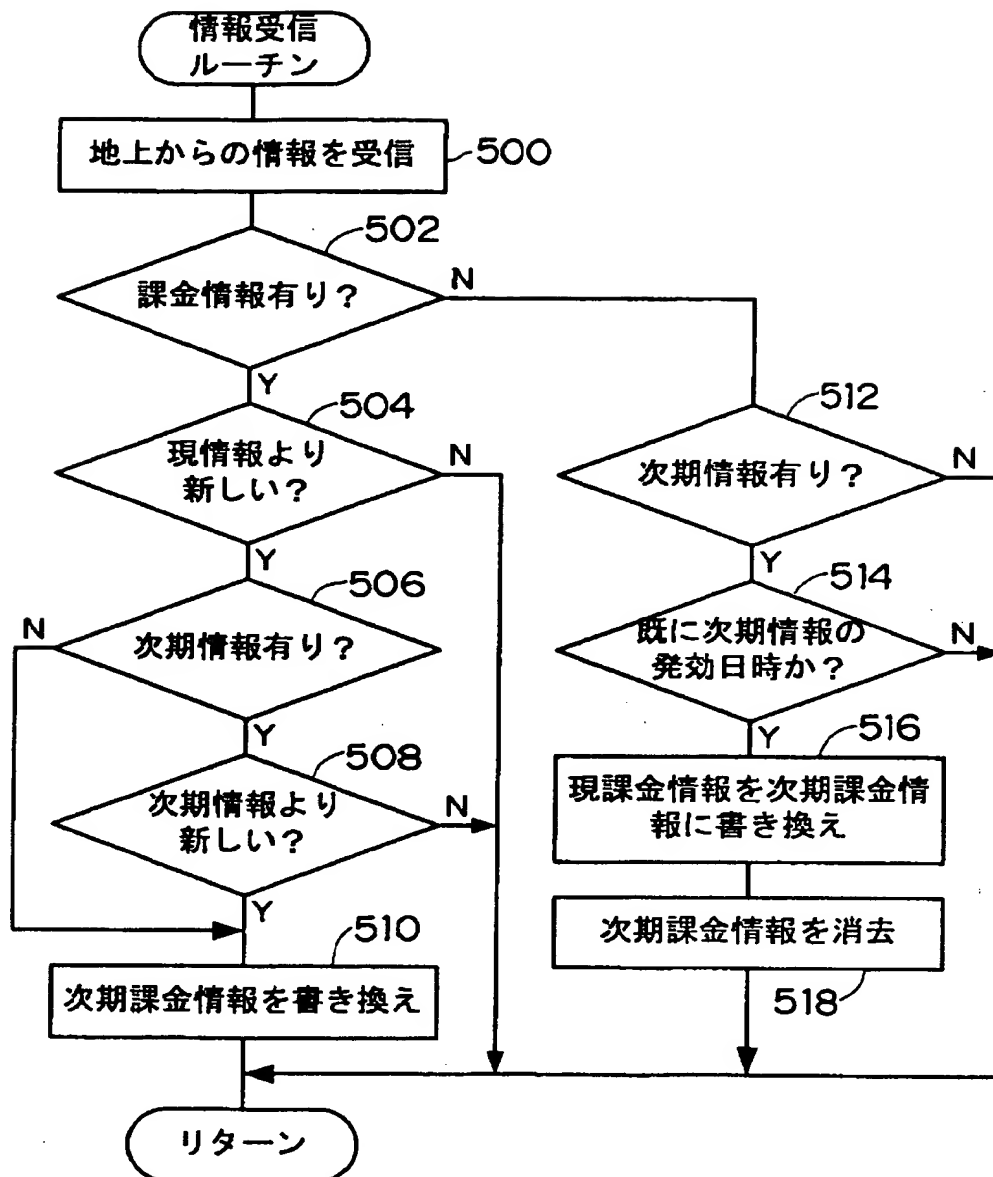 情報受信
ルーチン
地上からの情報を受信
500
502
課金情報有り?
N
Y
504
現情報より
新しい?
N
Y
506
次期情報有り?
N
Y
508
次期情報より
新しい?
N
Y
510
次期課金情報を書き換え
512
次期情報有り?
N
Y
514
既に次期情報の
発効日時か?
N
Y
516
現課金情報を次期課金情
報に書き換え
次期課金情報を消去
518
リターン